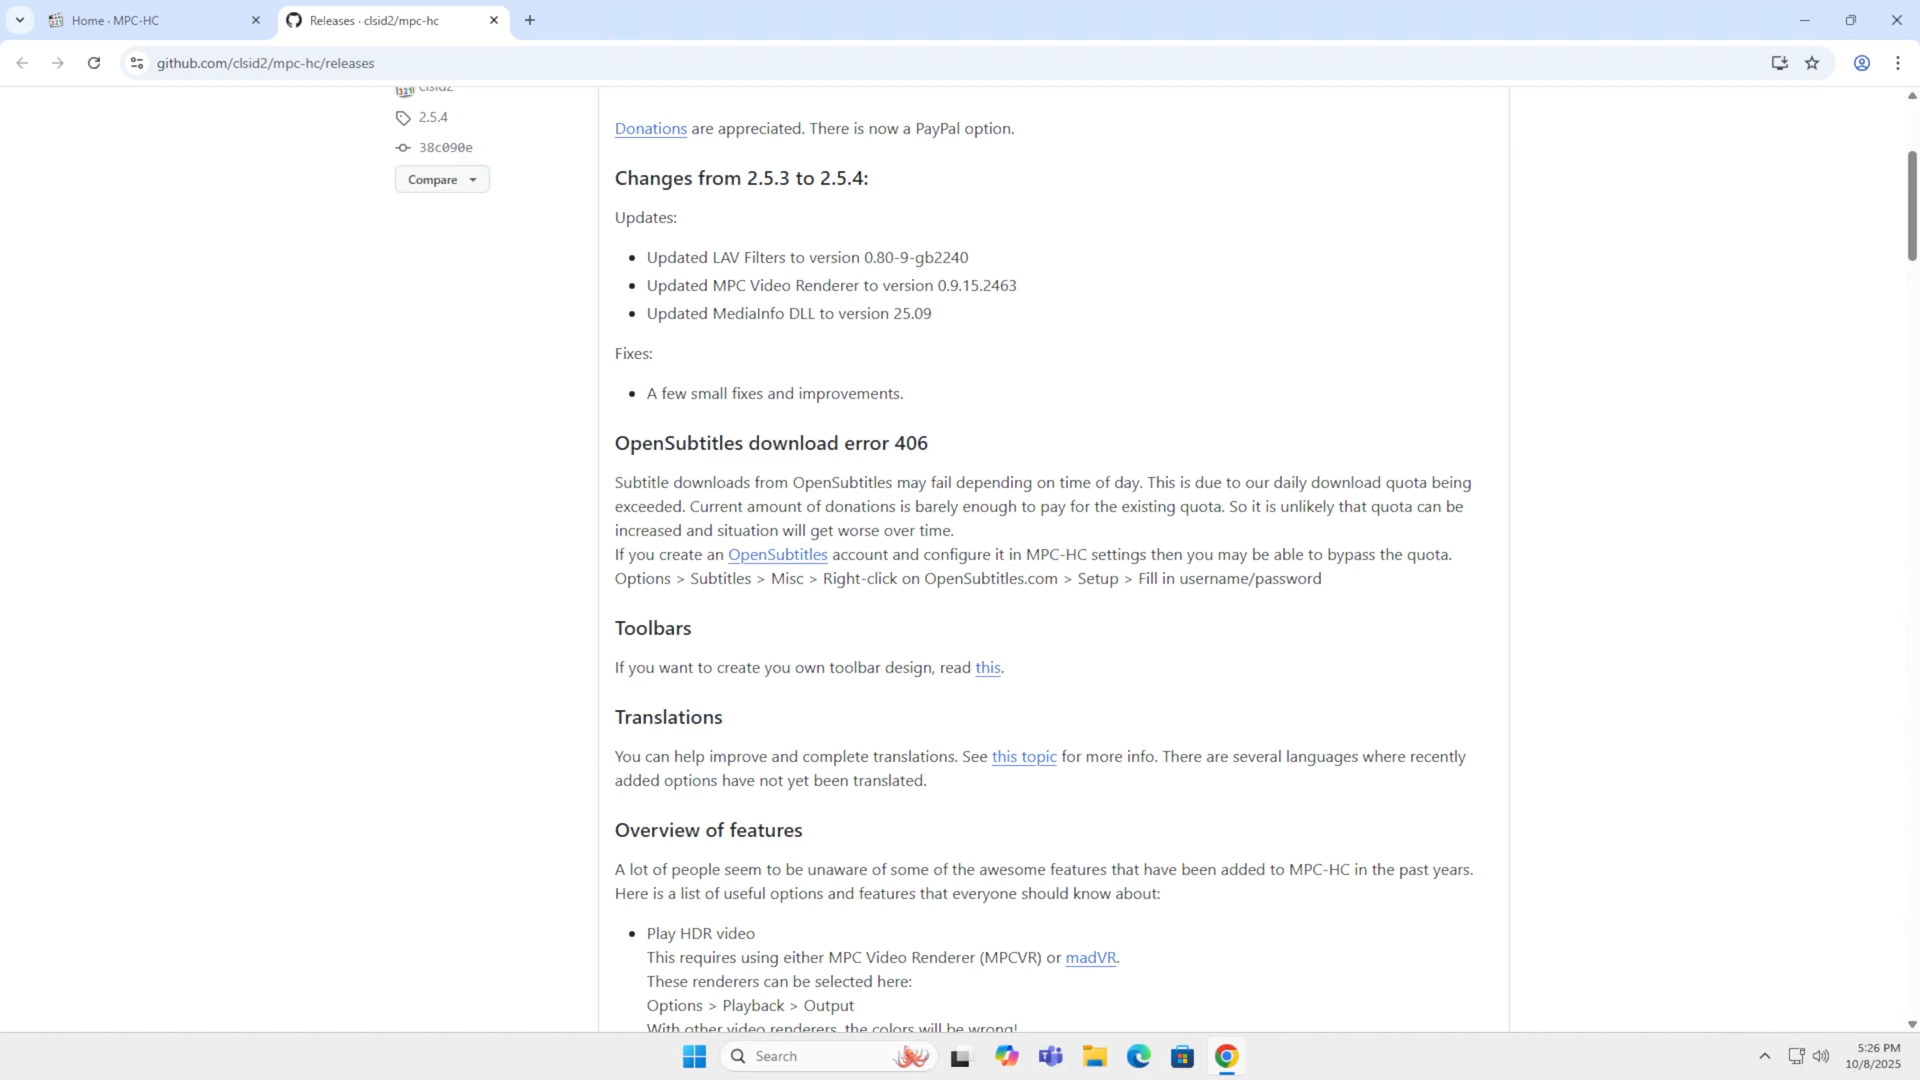 Home · MPC-HC
Releases · clsid2/mpc-hc
github.com/clsid2/mpc-hc/releases
clsid2
2.5.4
38c090e
Compare
Donations are appreciated. There is now a PayPal option.
Changes from 2.5.3 to 2.5.4:
Updates:
Updated LAV Filters to version 0.80-9-gb2240
Updated MPC Video Renderer to version 0.9.15.2463
Updated MediaInfo DLL to version 25.09
Fixes:
A few small fixes and improvements.
OpenSubtitles download error 406
Subtitle downloads from OpenSubtitles may fail depending on time of day. This is due to our daily download quota being
exceeded. Current amount of donations is barely enough to pay for the existing quota. So it is unlikely that quota can be
increased and situation will get worse over time.
If you create an OpenSubtitles account and configure it in MPC-HC settings then you may be able to bypass the quota.
Options > Subtitles > Misc > Right-click on OpenSubtitles.com > Setup > Fill in username/password
Toolbars
If you want to create you own toolbar design, read this.
Translations
You can help improve and complete translations. See this topic for more info. There are several languages where recently
added options have not yet been translated.
Overview of features
A lot of people seem to be unaware of some of the awesome features that have been added to MPC-HC in the past years.
Here is a list of useful options and features that everyone should know about:
Play HDR video
This requires using either MPC Video Renderer (MPCVR) or madVR.
These renderers can be selected here:
Options > Playback > Output
With other video renderers, the colors will be wrong!
Search
5:26 PM
10/8/2025